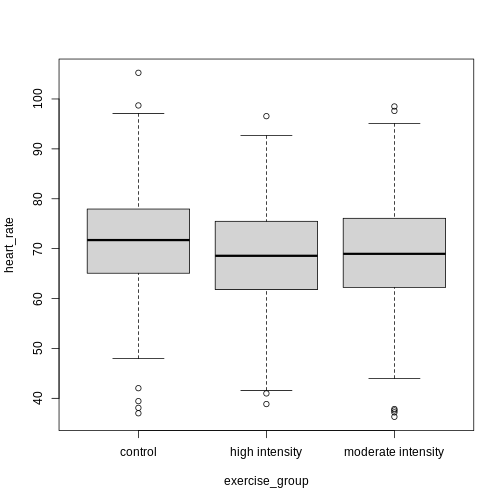 100
90
80
70
60
50
40
heart_rate
control
high intensity
moderate intensity
exercise_group